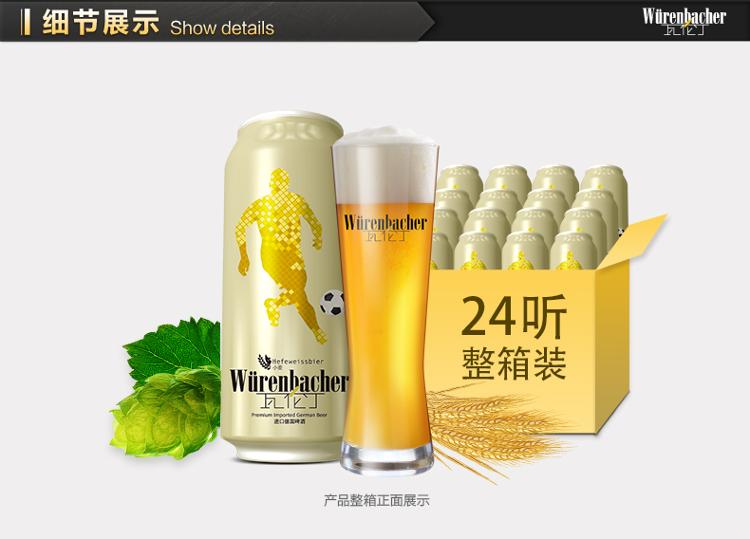 细节展示 Show details
Würenbacher
瓦伦丁
Hefeweissbier
小麦
Würenbacher
瓦伦丁
Premium Imported German Beer
进口德国啤酒
Würenbacher
瓦伦丁
24听
整箱装
产品整箱正面展示